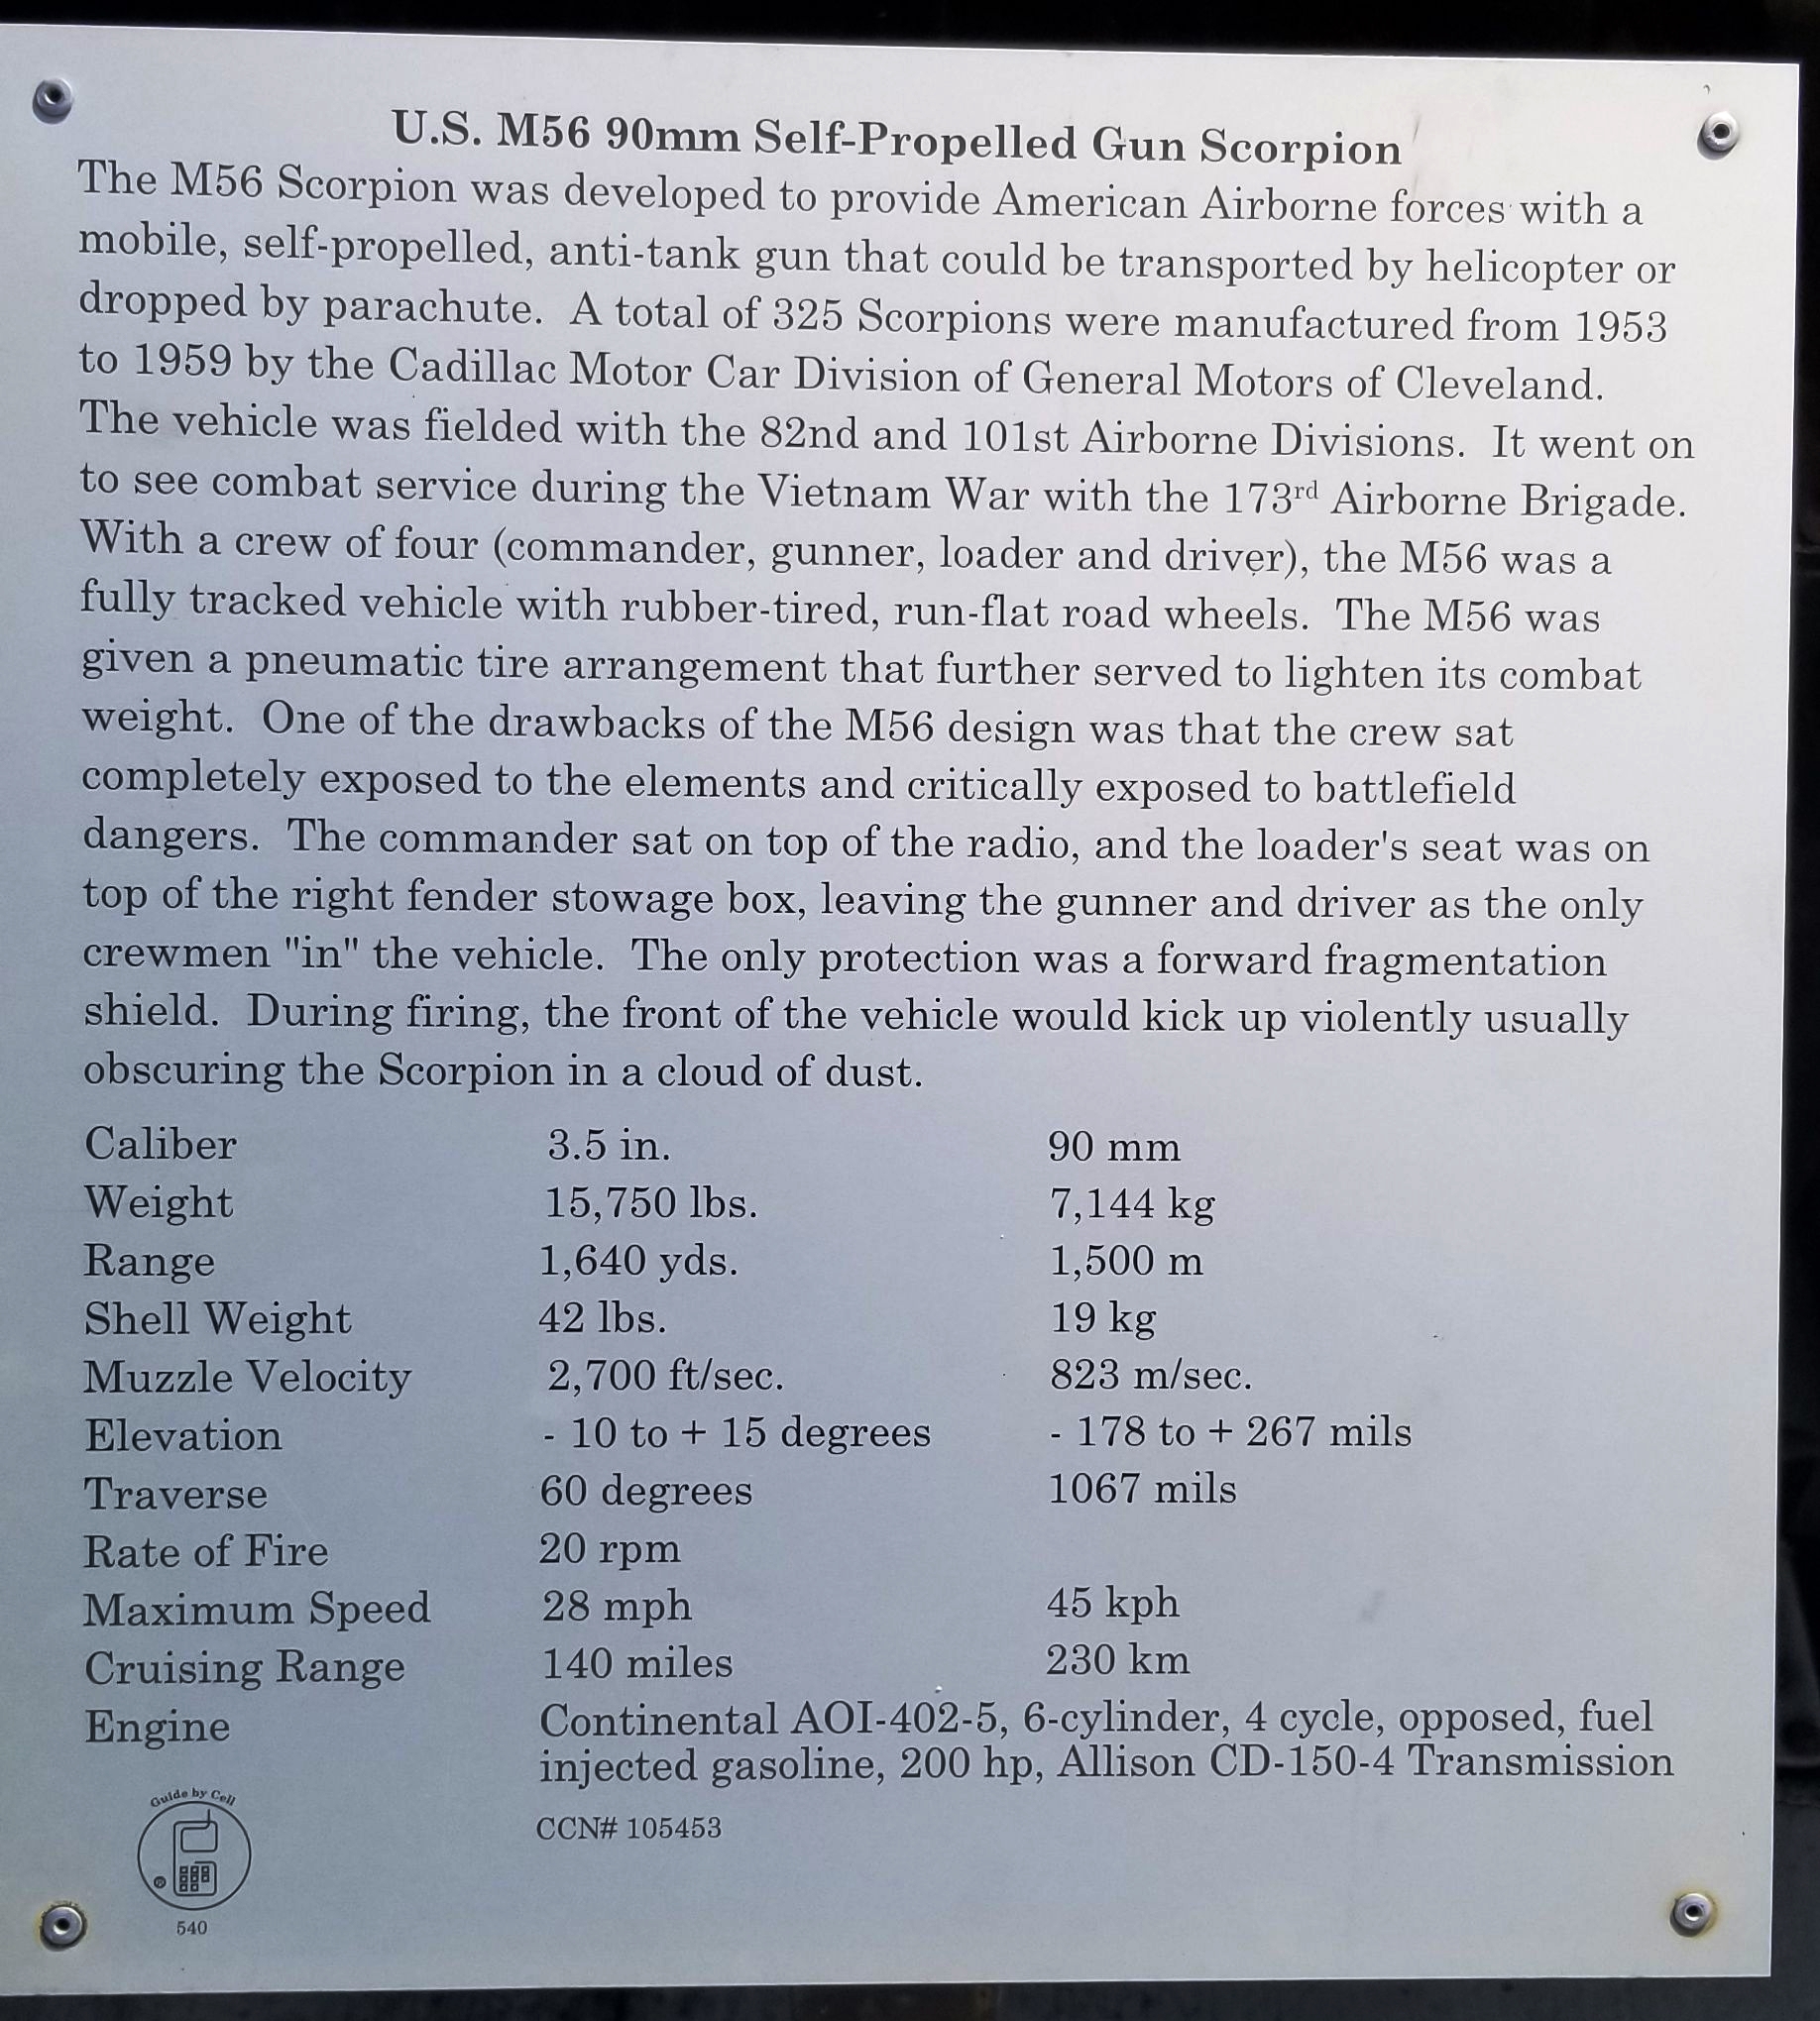 U.S. M56 90mm Self-Propelled Gun Scorpion
The M56 Scorpion was developed to provide American Airborne forces with a
mobile, self-propelled, anti-tank gun that could be transported by helicopter or
dropped by parachute. A total of 325 Scorpions were manufactured from 1953
to 1959 by the Cadillac Motor Car Division of General Motors of Cleveland.
The vehicle was fielded with the 82nd and 101st Airborne Divisions. It went on
to see combat service during the Vietnam War with the 173rd Airborne Brigade.
With a crew of four (commander, gunner, loader and driver), the M56 was a
fully tracked vehicle with rubber-tired, run-flat road wheels. The M56 was
given a pneumatic tire arrangement that further served to lighten its combat
weight. One of the drawbacks of the M56 design was that the crew sat
completely exposed to the elements and critically exposed to battlefield
dangers. The commander sat on top of the radio, and the loader's seat was on
top of the right fender stowage box, leaving the gunner and driver as the only
crewmen "in" the vehicle. The only protection was a forward fragmentation
shield. During firing, the front of the vehicle would kick up violently usually
obscuring the Scorpion in a cloud of dust.
Caliber 3.5 in. 90 mm
Weight 15,750 lbs. 7,144 kg
Range 1,640 yds. 1,500 m
Shell Weight 42 lbs. 19 kg
Muzzle Velocity 2,700 ft/sec. 823 m/sec.
Elevation - 10 to + 15 degrees - 178 to + 267 mils
Traverse 60 degrees 1067 mils
Rate of Fire 20 rpm
Maximum Speed 28 mph 45 kph
Cruising Range 140 miles 230 km
Engine Continental AOI-402-5, 6-cylinder, 4 cycle, opposed, fuel
injected gasoline, 200 hp, Allison CD-150-4 Transmission
Guide by Cell
®
540
CCN# 105453